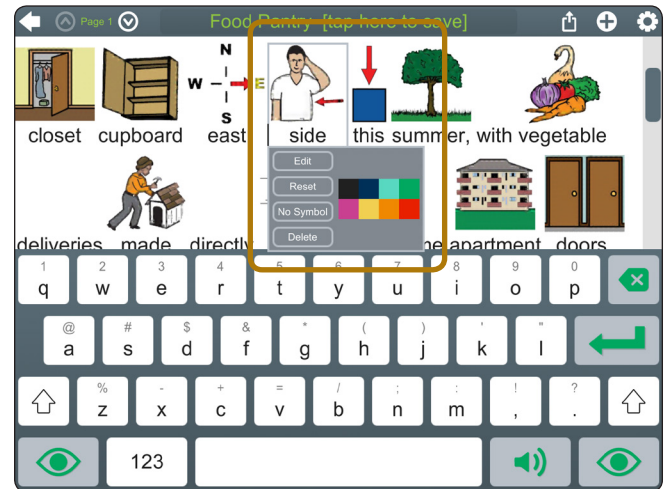 Page 1
Food Pantry [tap here to save]
N
W E
S
closet cupboard east side this summer, with vegetable
Edit
Reset
No Symbol
Delete
deliveries made directly apartment doors
1 2 3 4 5 6 7 8 9 0
q w e r t y u i o p
@ # $ & * ( ) ' "
a s d f g h j k l
% - + = / ; : ! ?
z x c v b n m , .
123